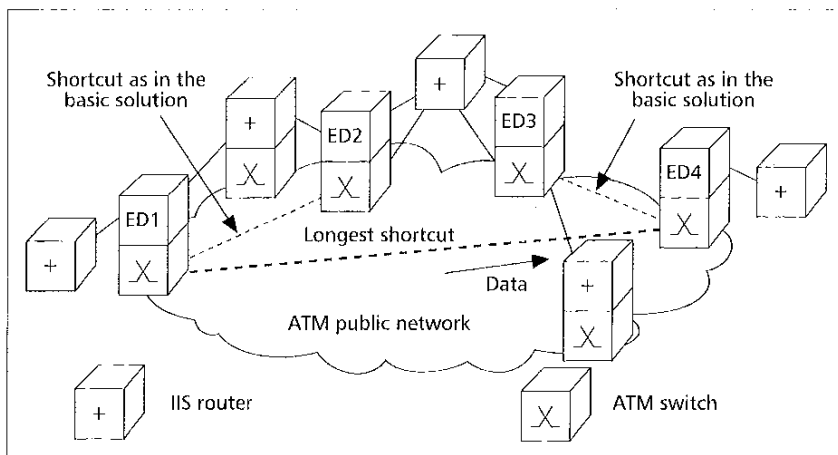 Shortcut as in the
basic solution
Shortcut as in the
basic solution
+
+
ED2
ED3
ED4
+
ED1
+
Longest shortcut
Data
+
ATM public network
+
IIS router
ATM switch